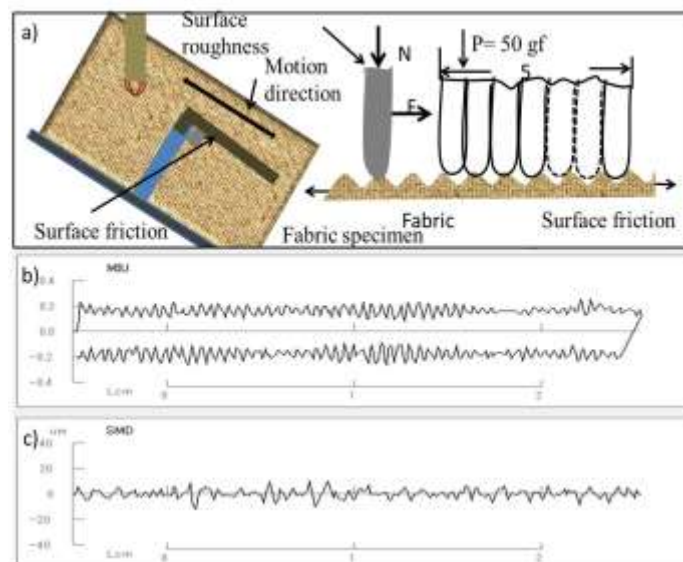 a)
Surface
roughness
Motion
direction
Surface friction
Fabric specimen
N
F
P= 50 gf
S
Fabric
Surface friction
b)
MIU
0.4
0.2
0.0
-0.2
-0.4
L,cm
0
1
2
c)
um
SMD
40
20
0
-20
-40
L,cm
0
1
2